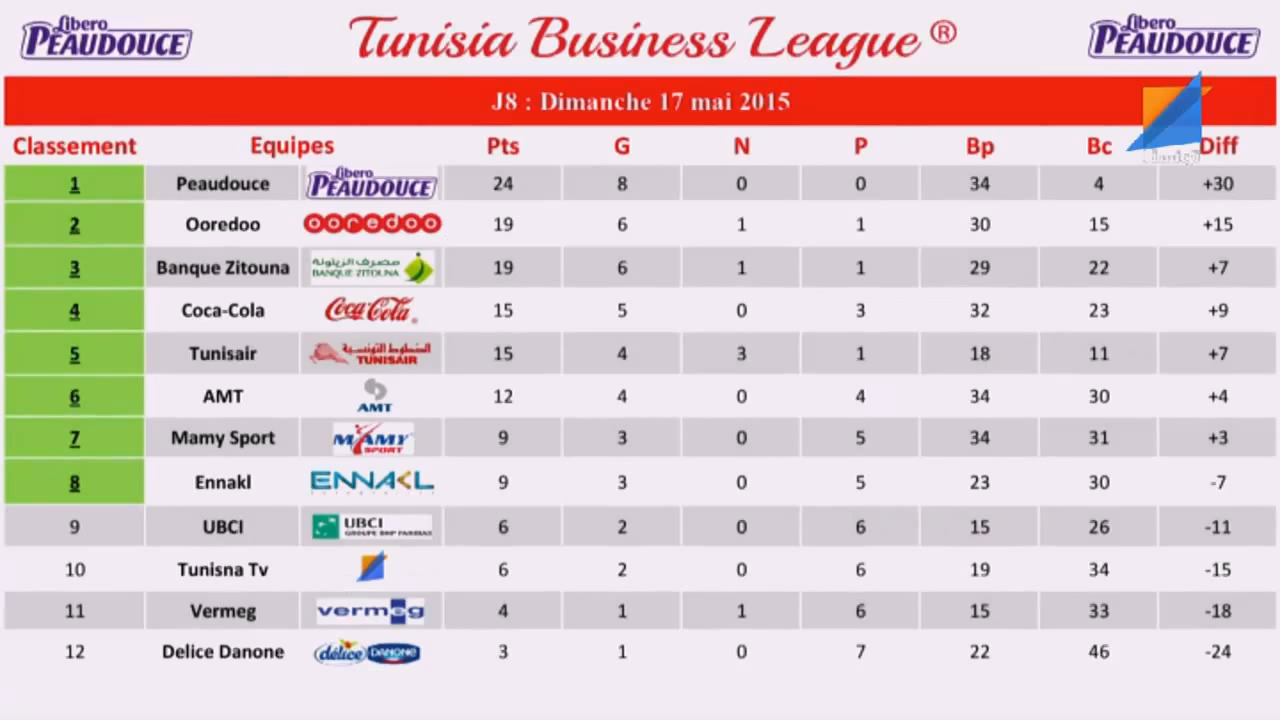 Libero PEAUDOUCE Tunisia Business League ® Libero PEAUDOUCE
J8 : Dimanche 17 mai 2015
Classement Equipes Pts G N P Bp Bc Diff
1 Peaudouce Libero PEAUDOUCE 24 8 0 0 34 4 +30
2 Ooredoo ooredoo 19 6 1 1 30 15 +15
3 Banque Zitouna مصرف الزيتونة BANQUE ZITOUNA 19 6 1 1 29 22 +7
4 Coca-Cola Coca-Cola 15 5 0 3 32 23 +9
5 Tunisair الخطوط التونسية TUNISAIR 15 4 3 1 18 11 +7
6 AMT AMT 12 4 0 4 34 30 +4
7 Mamy Sport MAMY SPORT 9 3 0 5 34 31 +3
8 Ennakl ENNAKL 9 3 0 5 23 30 -7
9 UBCI UBCI GROUPE BNP PARIBAS 6 2 0 6 15 26 -11
10 Tunisna Tv 6 2 0 6 19 34 -15
11 Vermeg vermeg 4 1 1 6 15 33 -18
12 Delice Danone délice DANONE 3 1 0 7 22 46 -24